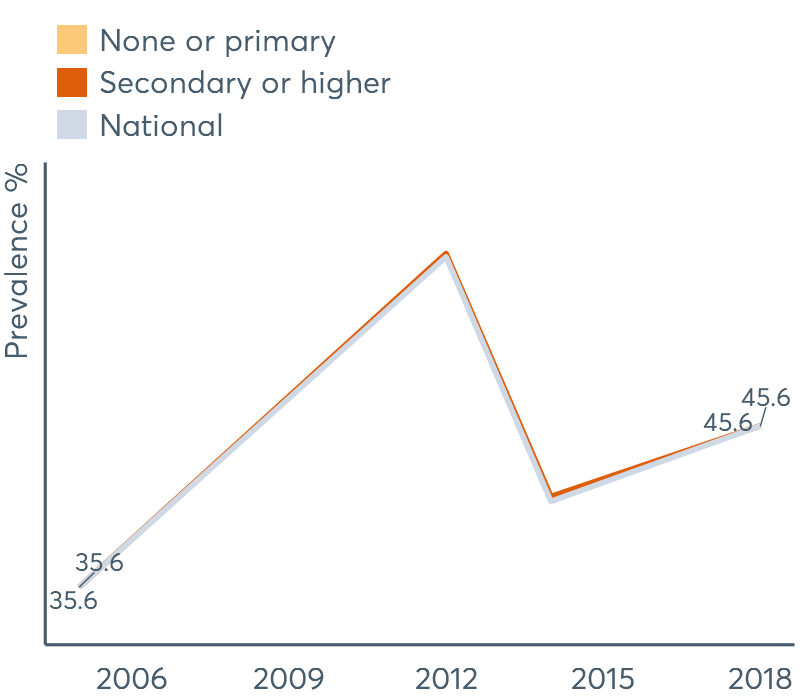 None or primary
Secondary or higher
National
Prevalence %
45.6
45.6
35.6
35.6
2006 2009 2012 2015 2018